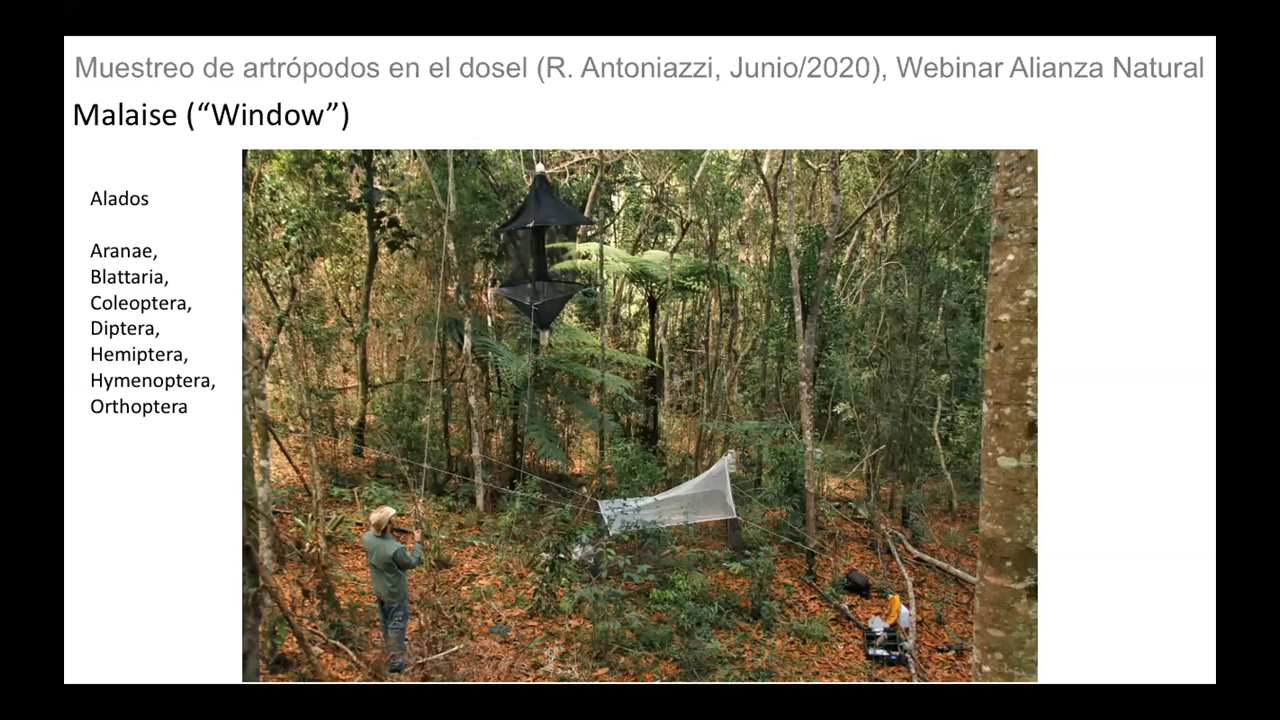 Muestreo de artrópodos en el dosel (R. Antoniazzi, Junio/2020), Webinar Alianza Natural
Malaise (“Window”)
Alados
Aranae,
Blattaria,
Coleoptera,
Diptera,
Hemiptera,
Hymenoptera,
Orthoptera